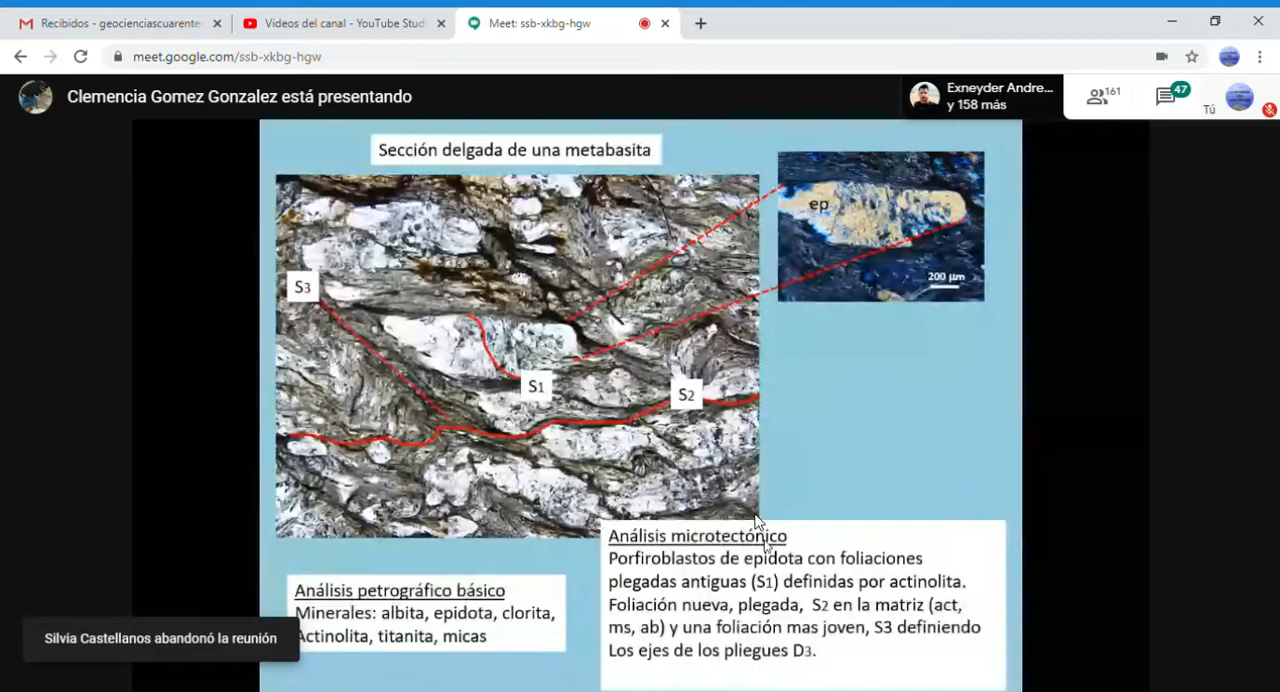 Recibidos - geocienciascuarente
Videos del canal - YouTube Studi
Meet: ssb-xkbg-hgw
meet.google.com/ssb-xkbg-hgw
Clemencia Gomez Gonzalez está presentando
Exneyder Andre...
y 158 más
161
47
Tú
Sección delgada de una metabasita
ep
200 µm
S3
S1
S2
Análisis microtectónico
Porfiroblastos de epidota con foliaciones
plegadas antiguas (S1) definidas por actinolita.
Foliación nueva, plegada, S2 en la matriz (act,
ms, ab) y una foliación mas joven, S3 definiendo
Los ejes de los pliegues D3.
Análisis petrográfico básico
Minerales: albita, epidota, clorita,
Actinolita, titanita, micas
Silvia Castellanos abandonó la reunión